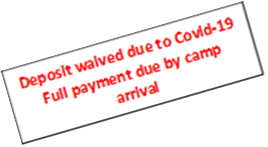 Deposit waived due to Covid-19
Full payment due by camp
arrival